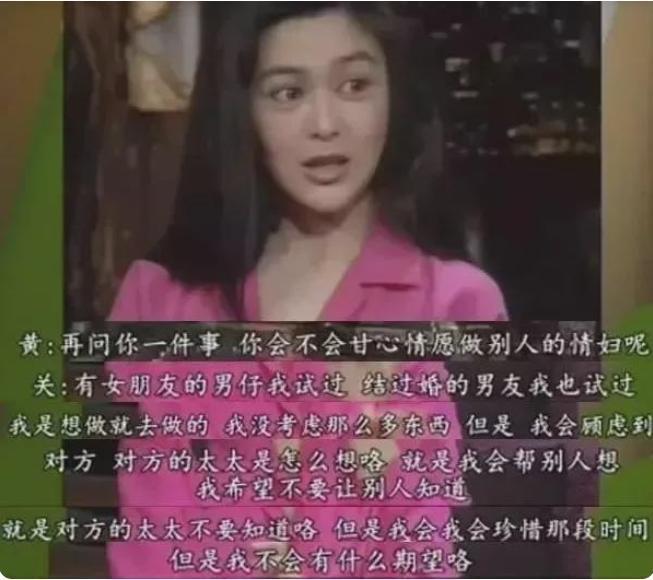 黄:再问你一件事 你会不会甘心情愿做别人的情妇呢
关:有女朋友的男仔我试过 结过婚的男友我也试过
我是想做就去做的 我没考虑那么多东西 但是 我会顾虑到
对方 对方的太太是怎么想咯 就是我会帮别人想
我希望不要让别人知道
就是对方的太太不要知道咯 但是我会我会珍惜那段时间
但是我不会有什么期望咯